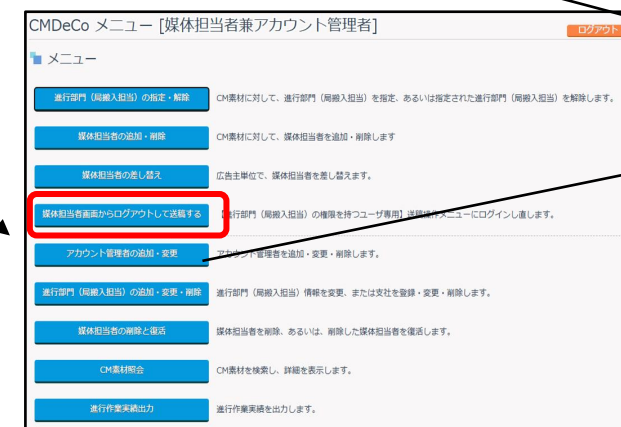 CMDeCo メニュー [媒体担当者兼アカウント管理者]
ログアウト
メニュー
進行部門（局搬入担当）の指定・解除 CM素材に対して、進行部門（局搬入担当）を指定、あるいは指定された進行部門（局搬入担当）を解除します。
媒体担当者の追加・削除 CM素材に対して、媒体担当者を追加・削除します
媒体担当者の差し替え 広告主単位で、媒体担当者を差し替えます。
媒体担当者画面からログアウトして送稿する 【進行部門（局搬入担当）の権限を持つユーザ専用】送稿操作メニューにログインし直します。
アカウント管理者の追加・変更 アカウント管理者を追加・変更・削除します。
進行部門（局搬入担当）の追加・変更・削除 進行部門（局搬入担当）情報を変更、または支社を登録・変更・削除します。
媒体担当者の削除と復活 媒体担当者を削除、あるいは、削除した媒体担当者を復活します。
CM素材照会 CM素材を検索し、詳細を表示します。
進行作業実績出力 進行作業実績を出力します。